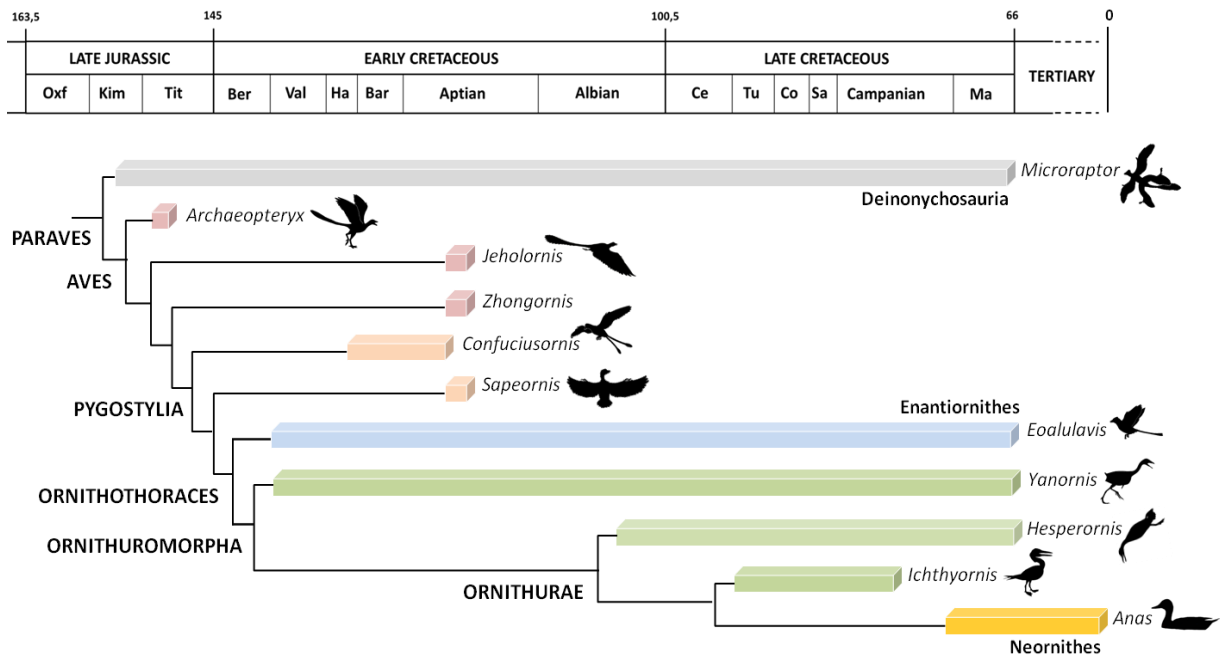 163,5 145 100,5 66 0
LATE JURASSIC EARLY CRETACEOUS LATE CRETACEOUS TERTIARY
Oxf Kim Tit Ber Val Ha Bar Aptian Albian Ce Tu Co Sa Campanian Ma
Microraptor
Deinonychosauria
Archaeopteryx
PARAVES
Jeholornis
AVES
Zhongornis
Confuciusornis
Sapeornis
PYGOSTYLIA
Enantiornithes
Eoalulavis
Yanornis
ORNITHOTHORACES
Hesperornis
ORNITHUROMORPHA
Ichthyornis
ORNITHURAE
Anas
Neornithes